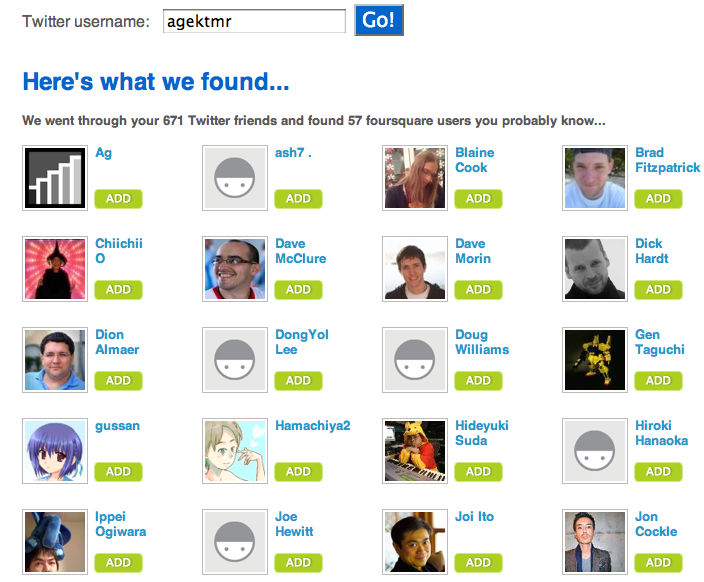 Twitter username: agektmr Go!
Here's what we found...
We went through your 671 Twitter friends and found 57 foursquare users you probably know...
Ag
ADD
ash7 .
ADD
Blaine
Cook
ADD
Brad
Fitzpatrick
ADD
Chiichii
O
ADD
Dave
McClure
ADD
Dave
Morin
ADD
Dick
Hardt
ADD
Dion
Almaer
ADD
DongYol
Lee
ADD
Doug
Williams
ADD
Gen
Taguchi
ADD
gussan
ADD
Hamachiya2
ADD
Hideyuki
Suda
ADD
Hiroki
Hanaoka
ADD
Ippei
Ogiwara
ADD
Joe
Hewitt
ADD
Joi Ito
ADD
Jon
Cockle
ADD